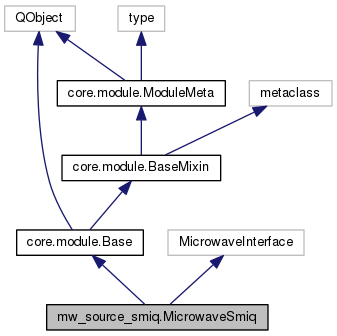 QObject
type
core.module.ModuleMeta
metaclass
core.module.BaseMixin
core.module.Base
MicrowaveInterface
mw_source_smiq.MicrowaveSmiq